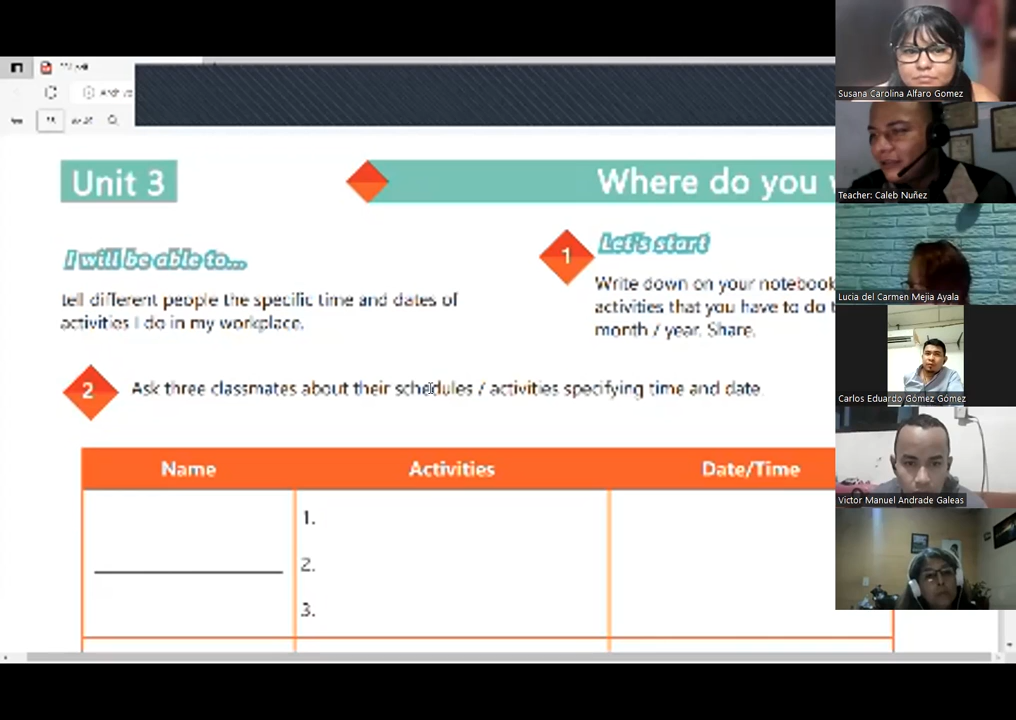 Unit 3
Where do you
I will be able to...
tell different people the specific time and dates of
activities I do in my workplace.
1
Let's start
Write down on your notebook
activities that you have to do
month / year. Share.
2
Ask three classmates about their schedules / activities specifying time and date.
Name
Activities
Date/Time
1.
2.
3.
Susana Carolina Alfaro Gomez
Teacher: Caleb Nuñez
Lucia del Carmen Mejia Ayala
Carlos Eduardo Gómez Gómez
Victor Manuel Andrade Galeas